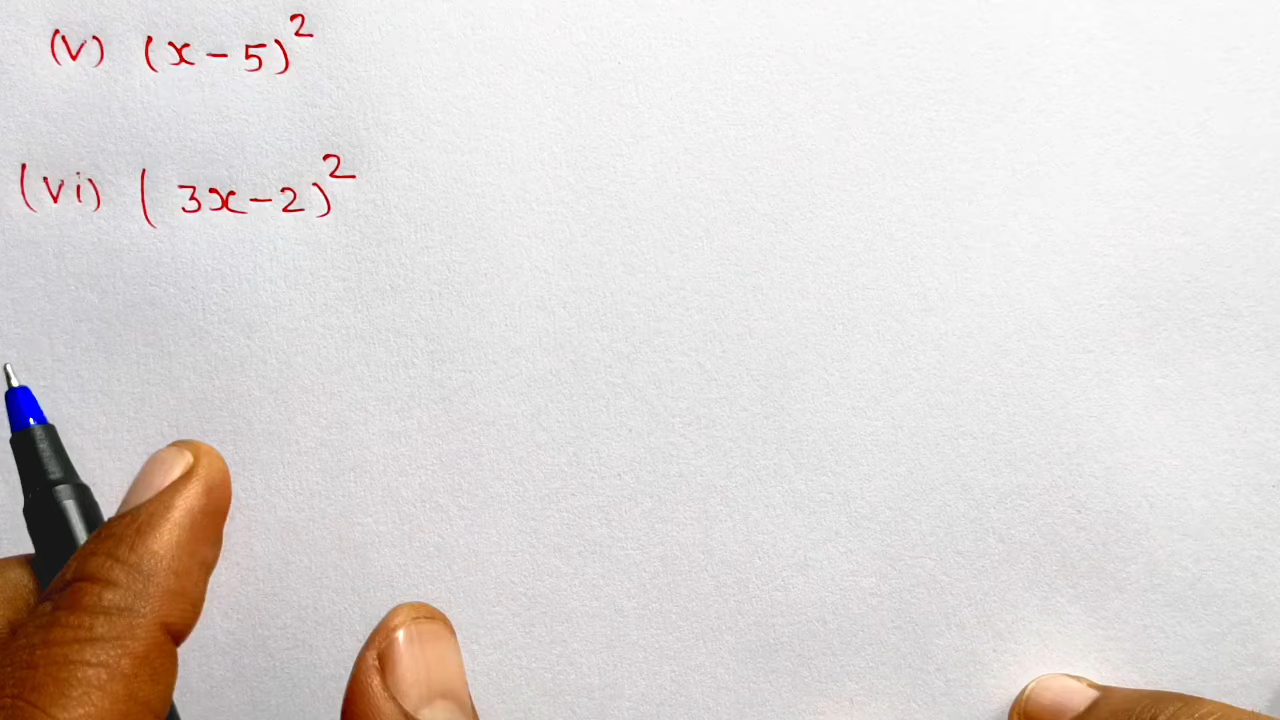 (v) (x - 5)²
(vi) (3x - 2)²